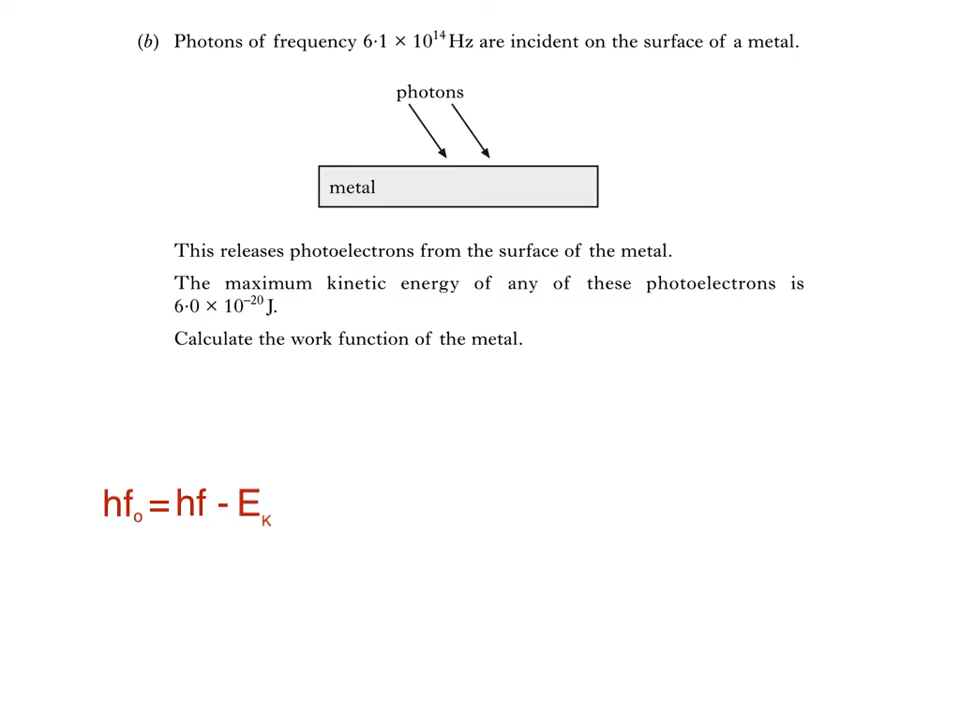 (b) Photons of frequency 6·1 × 10¹⁴ Hz are incident on the surface of a metal.
photons
metal
This releases photoelectrons from the surface of the metal.
The maximum kinetic energy of any of these photoelectrons is
6·0 × 10⁻²⁰ J.
Calculate the work function of the metal.
hf₀ = hf - Eₖ